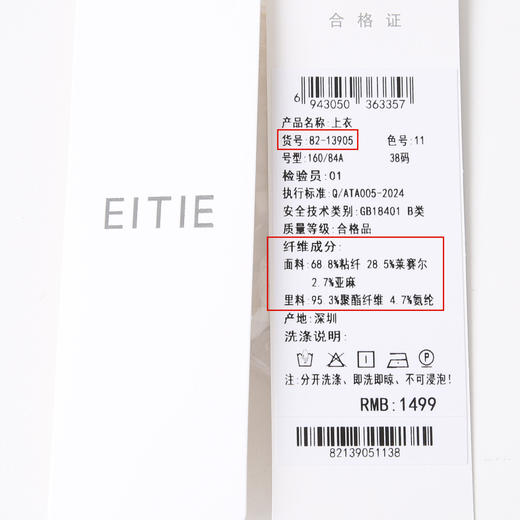 EITIE
合格证
6 943050 363357
产品名称:上衣
货号:82-13905 色号:11
号型:160/84A 38码
检验员:01
执行标准:Q/ATA005-2024
安全技术类别:GB18401 B类
质量等级:合格品
纤维成分:
面料:68.8%粘纤 28.5%莱赛尔
2.7%亚麻
里料:95.3%聚酯纤维 4.7%氨纶
产地:深圳
洗涤说明:
注:分开洗涤、即洗即晾、不可浸泡!
RMB:1499
82139051138